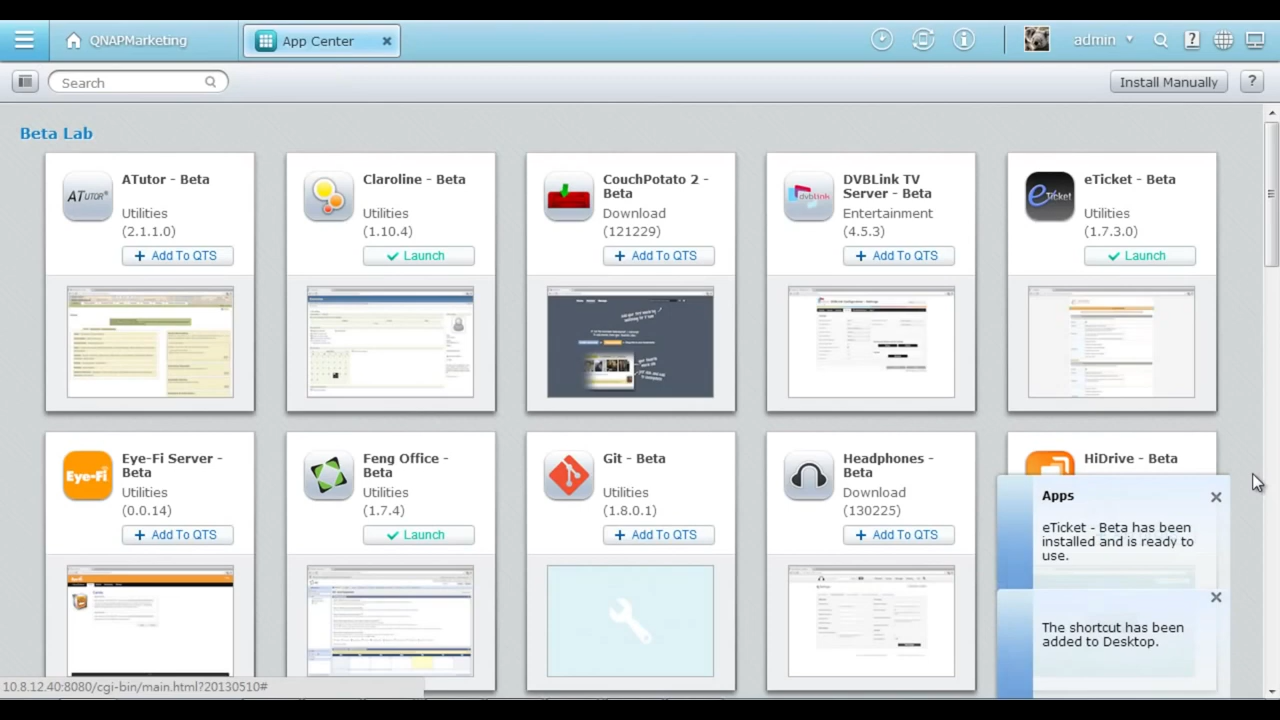 QNAPMarketing
App Center
admin
Search
Install Manually
?
Beta Lab
ATutor - Beta
Utilities
(2.1.1.0)
+ Add To QTS
Claroline - Beta
Utilities
(1.10.4)
Launch
CouchPotato 2 -
Beta
Download
(121229)
+ Add To QTS
DVBLink TV
Server - Beta
Entertainment
(4.5.3)
+ Add To QTS
eTicket - Beta
Utilities
(1.7.3.0)
Launch
ATUTOR
dvblink
eTicket
Eye-Fi Server -
Beta
Utilities
(0.0.14)
+ Add To QTS
Eye-Fi
Feng Office -
Beta
Utilities
(1.7.4)
Launch
Git - Beta
Utilities
(1.8.0.1)
+ Add To QTS
Headphones -
Beta
Download
(130225)
+ Add To QTS
HiDrive - Beta
Apps
eTicket - Beta has been
installed and is ready to
use.
The shortcut has been
added to Desktop.
10.8.12.40:8080/cgi-bin/main.html?20130510#